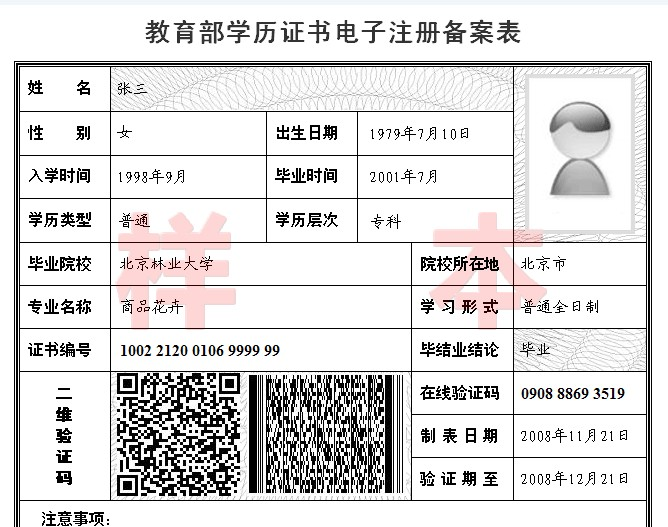 教育部学历证书电子注册备案表
姓 名 张三
性 别 女 出生日期 1979年7月10日
入学时间 1998年9月 毕业时间 2001年7月
学历类型 普通 学历层次 专科
样本
毕业院校 北京林业大学 院校所在地 北京市
专业名称 商品花卉 学习形式 普通全日制
证书编号 1002 2120 0106 9999 99 毕结业结论 毕业
二维验证码 在线验证码 0908 8869 3519
制表日期 2008年11月21日
验证期至 2008年12月21日
注意事项：